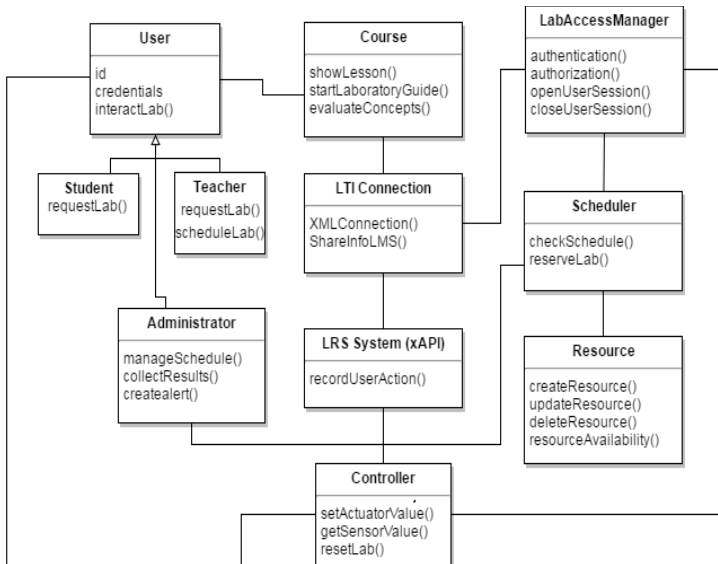 User
id
credentials
interactLab()
Course
showLesson()
startLaboratoryGuide()
evaluateConcepts()
LabAccessManager
authentication()
authorization()
openUserSession()
closeUserSession()
Student
requestLab()
Teacher
requestLab()
scheduleLab()
LTI Connection
XMLConnection()
ShareInfoLMS()
Scheduler
checkSchedule()
reserveLab()
Administrator
manageSchedule()
collectResults()
createalert()
LRS System (xAPI)
recordUserAction()
Resource
createResource()
updateResource()
deleteResource()
resourceAvailability()
Controller
setActuatorValue()
getSensorValue()
resetLab()